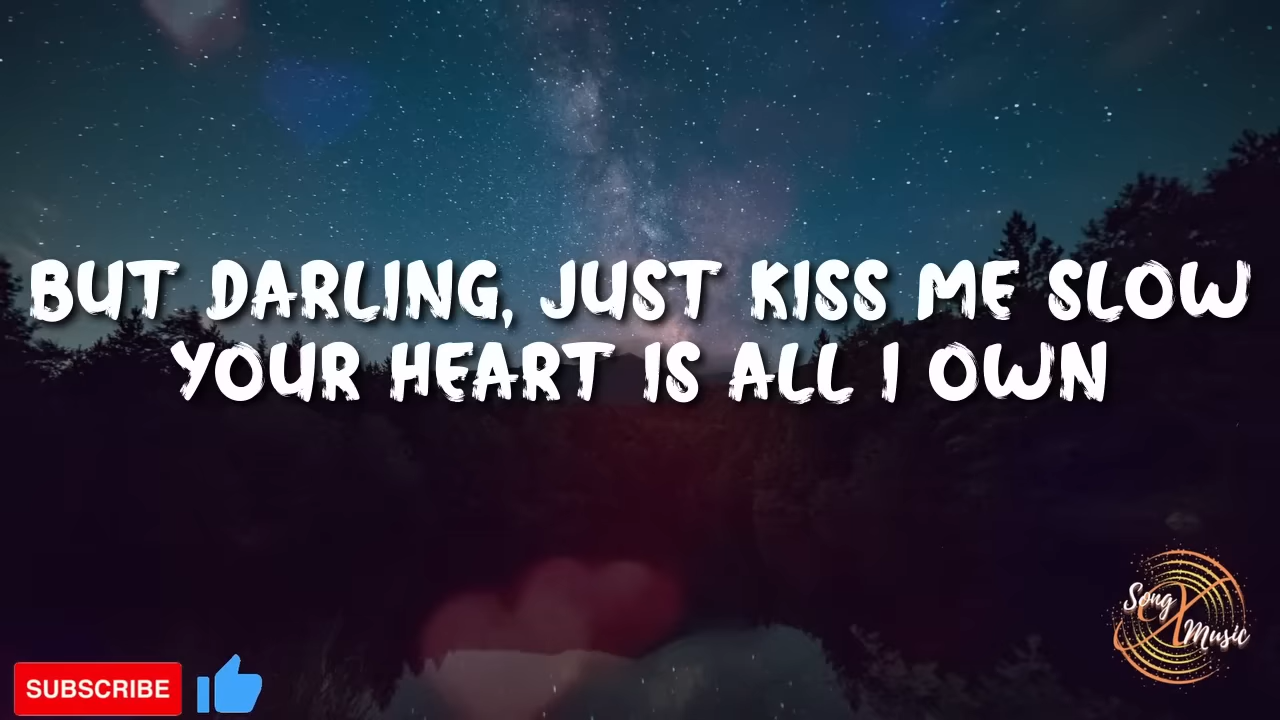 BUT DARLING, JUST KISS ME SLOW
YOUR HEART IS ALL I OWN
Song X Music
SUBSCRIBE